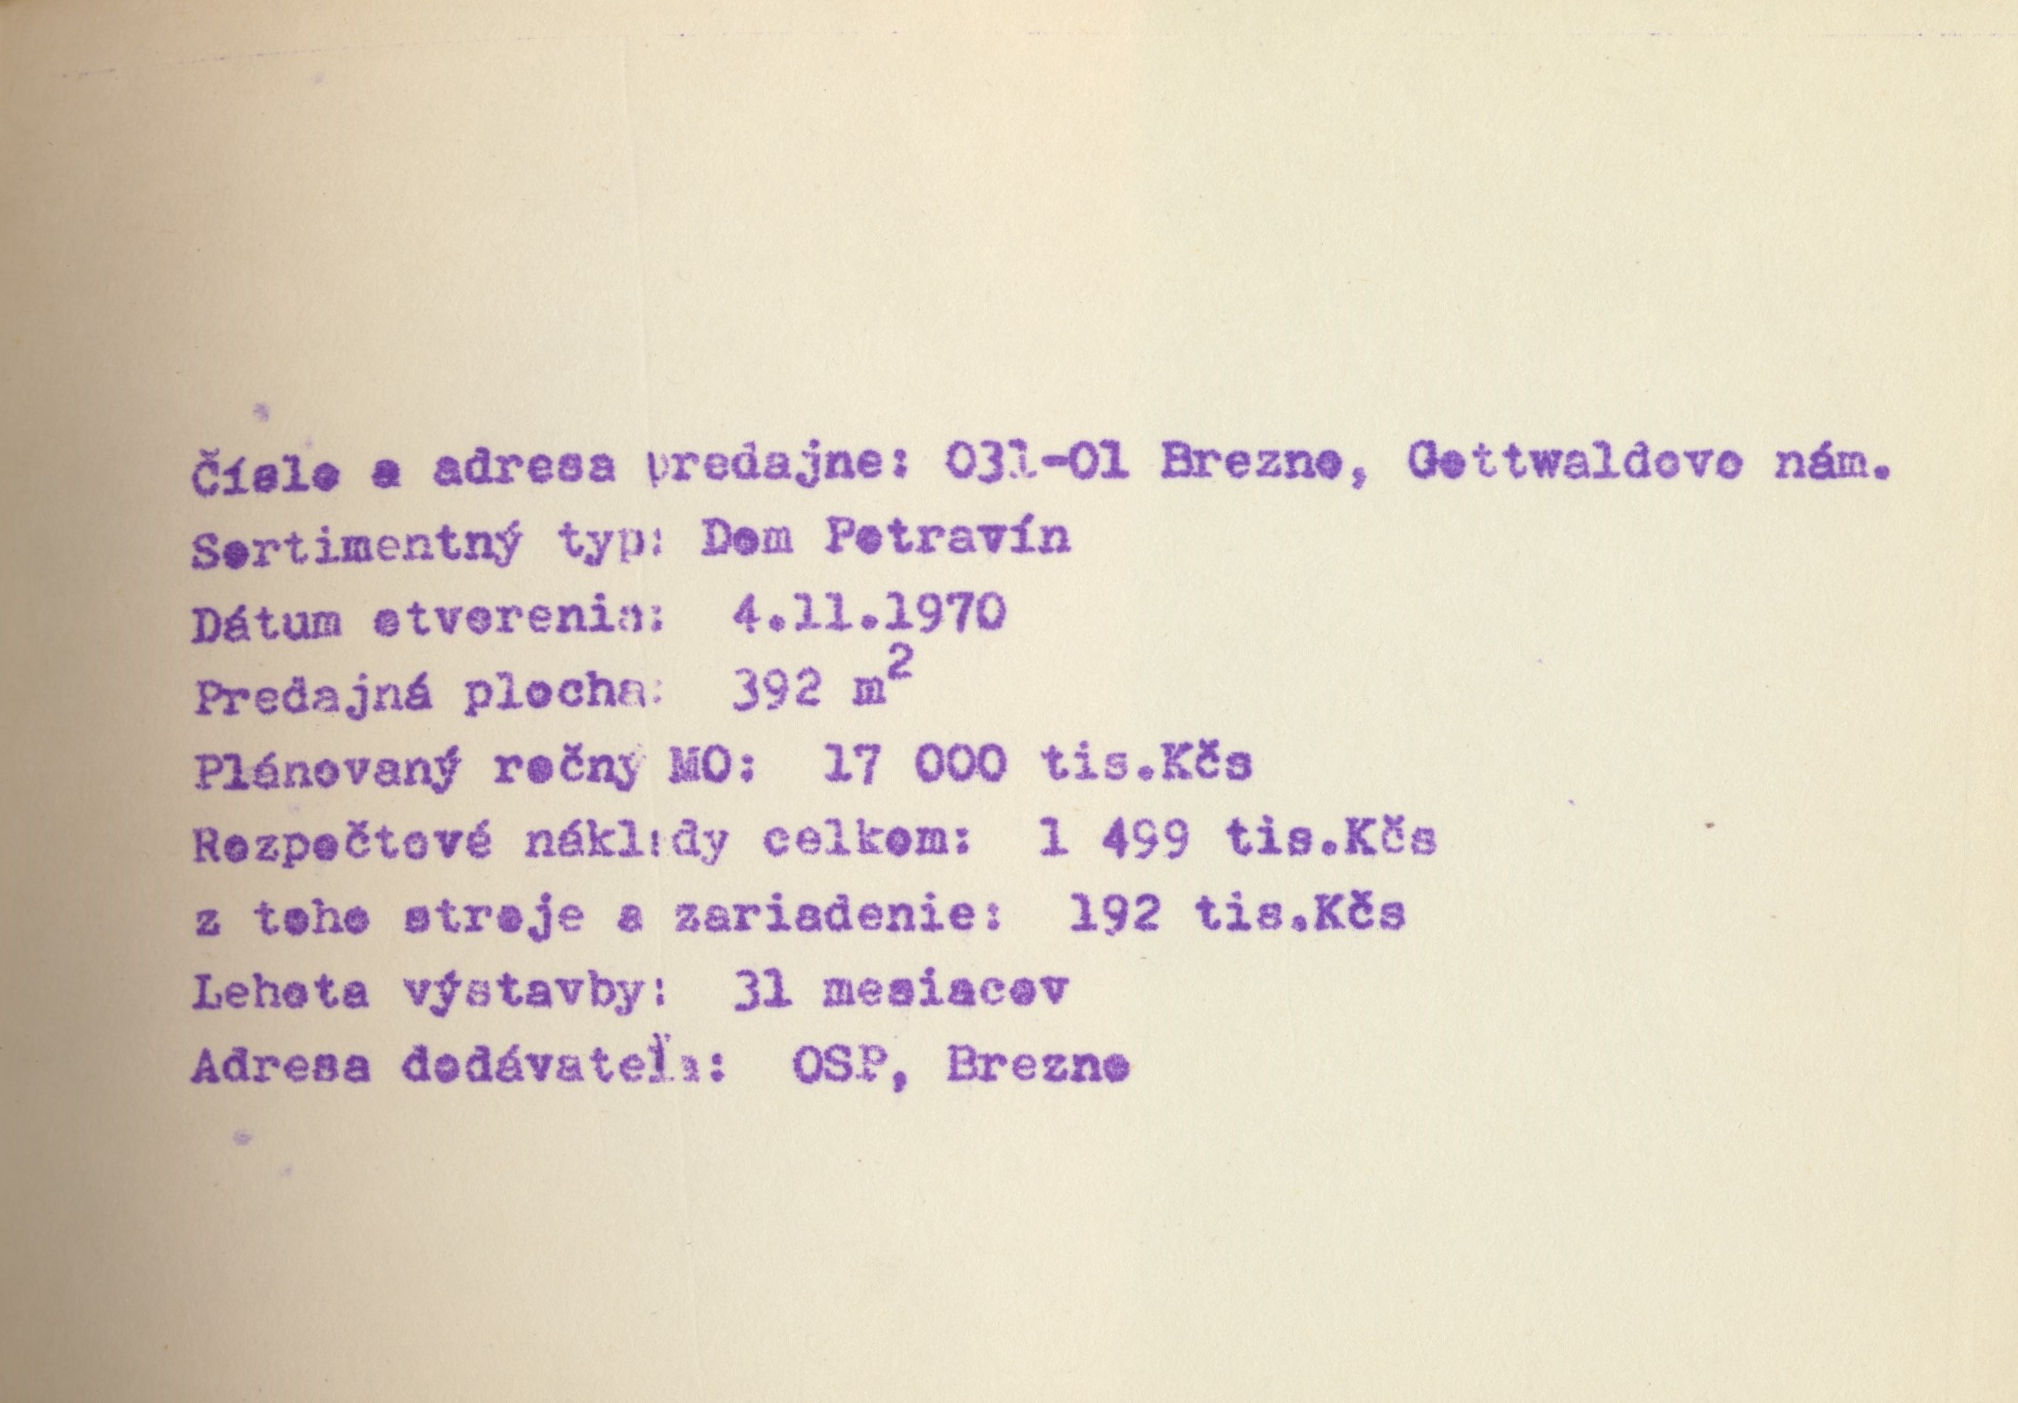 Číslo a adresa predajne: 031-01 Brezno, Gottwaldovo nám.
Sortimentný typ: Dom Potravín
Dátum otvorenia: 4.11.1970
Predajná plocha: 392 m²
Plánovaný ročný MO: 17 000 tis.Kčs
Rozpočtové náklady celkom: 1 499 tis.Kčs
z toho stroje a zariadenie: 192 tis.Kčs
Lehota výstavby: 31 mesiacov
Adresa dodávateľa: OSP, Brezno